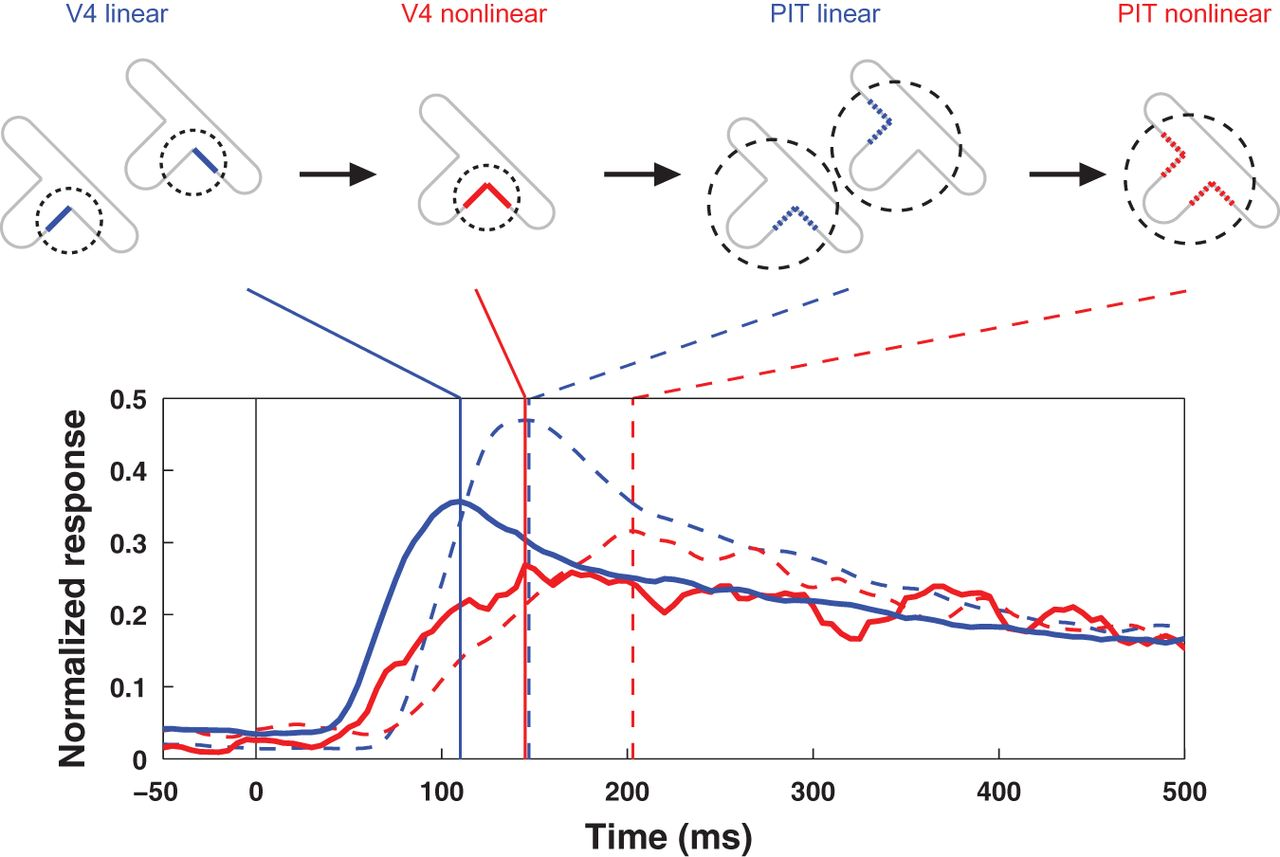 V4 linear
V4 nonlinear
PIT linear
PIT nonlinear
Normalized response
0.5
0.4
0.3
0.2
0.1
0
−50
0
100
200
300
400
500
Time (ms)